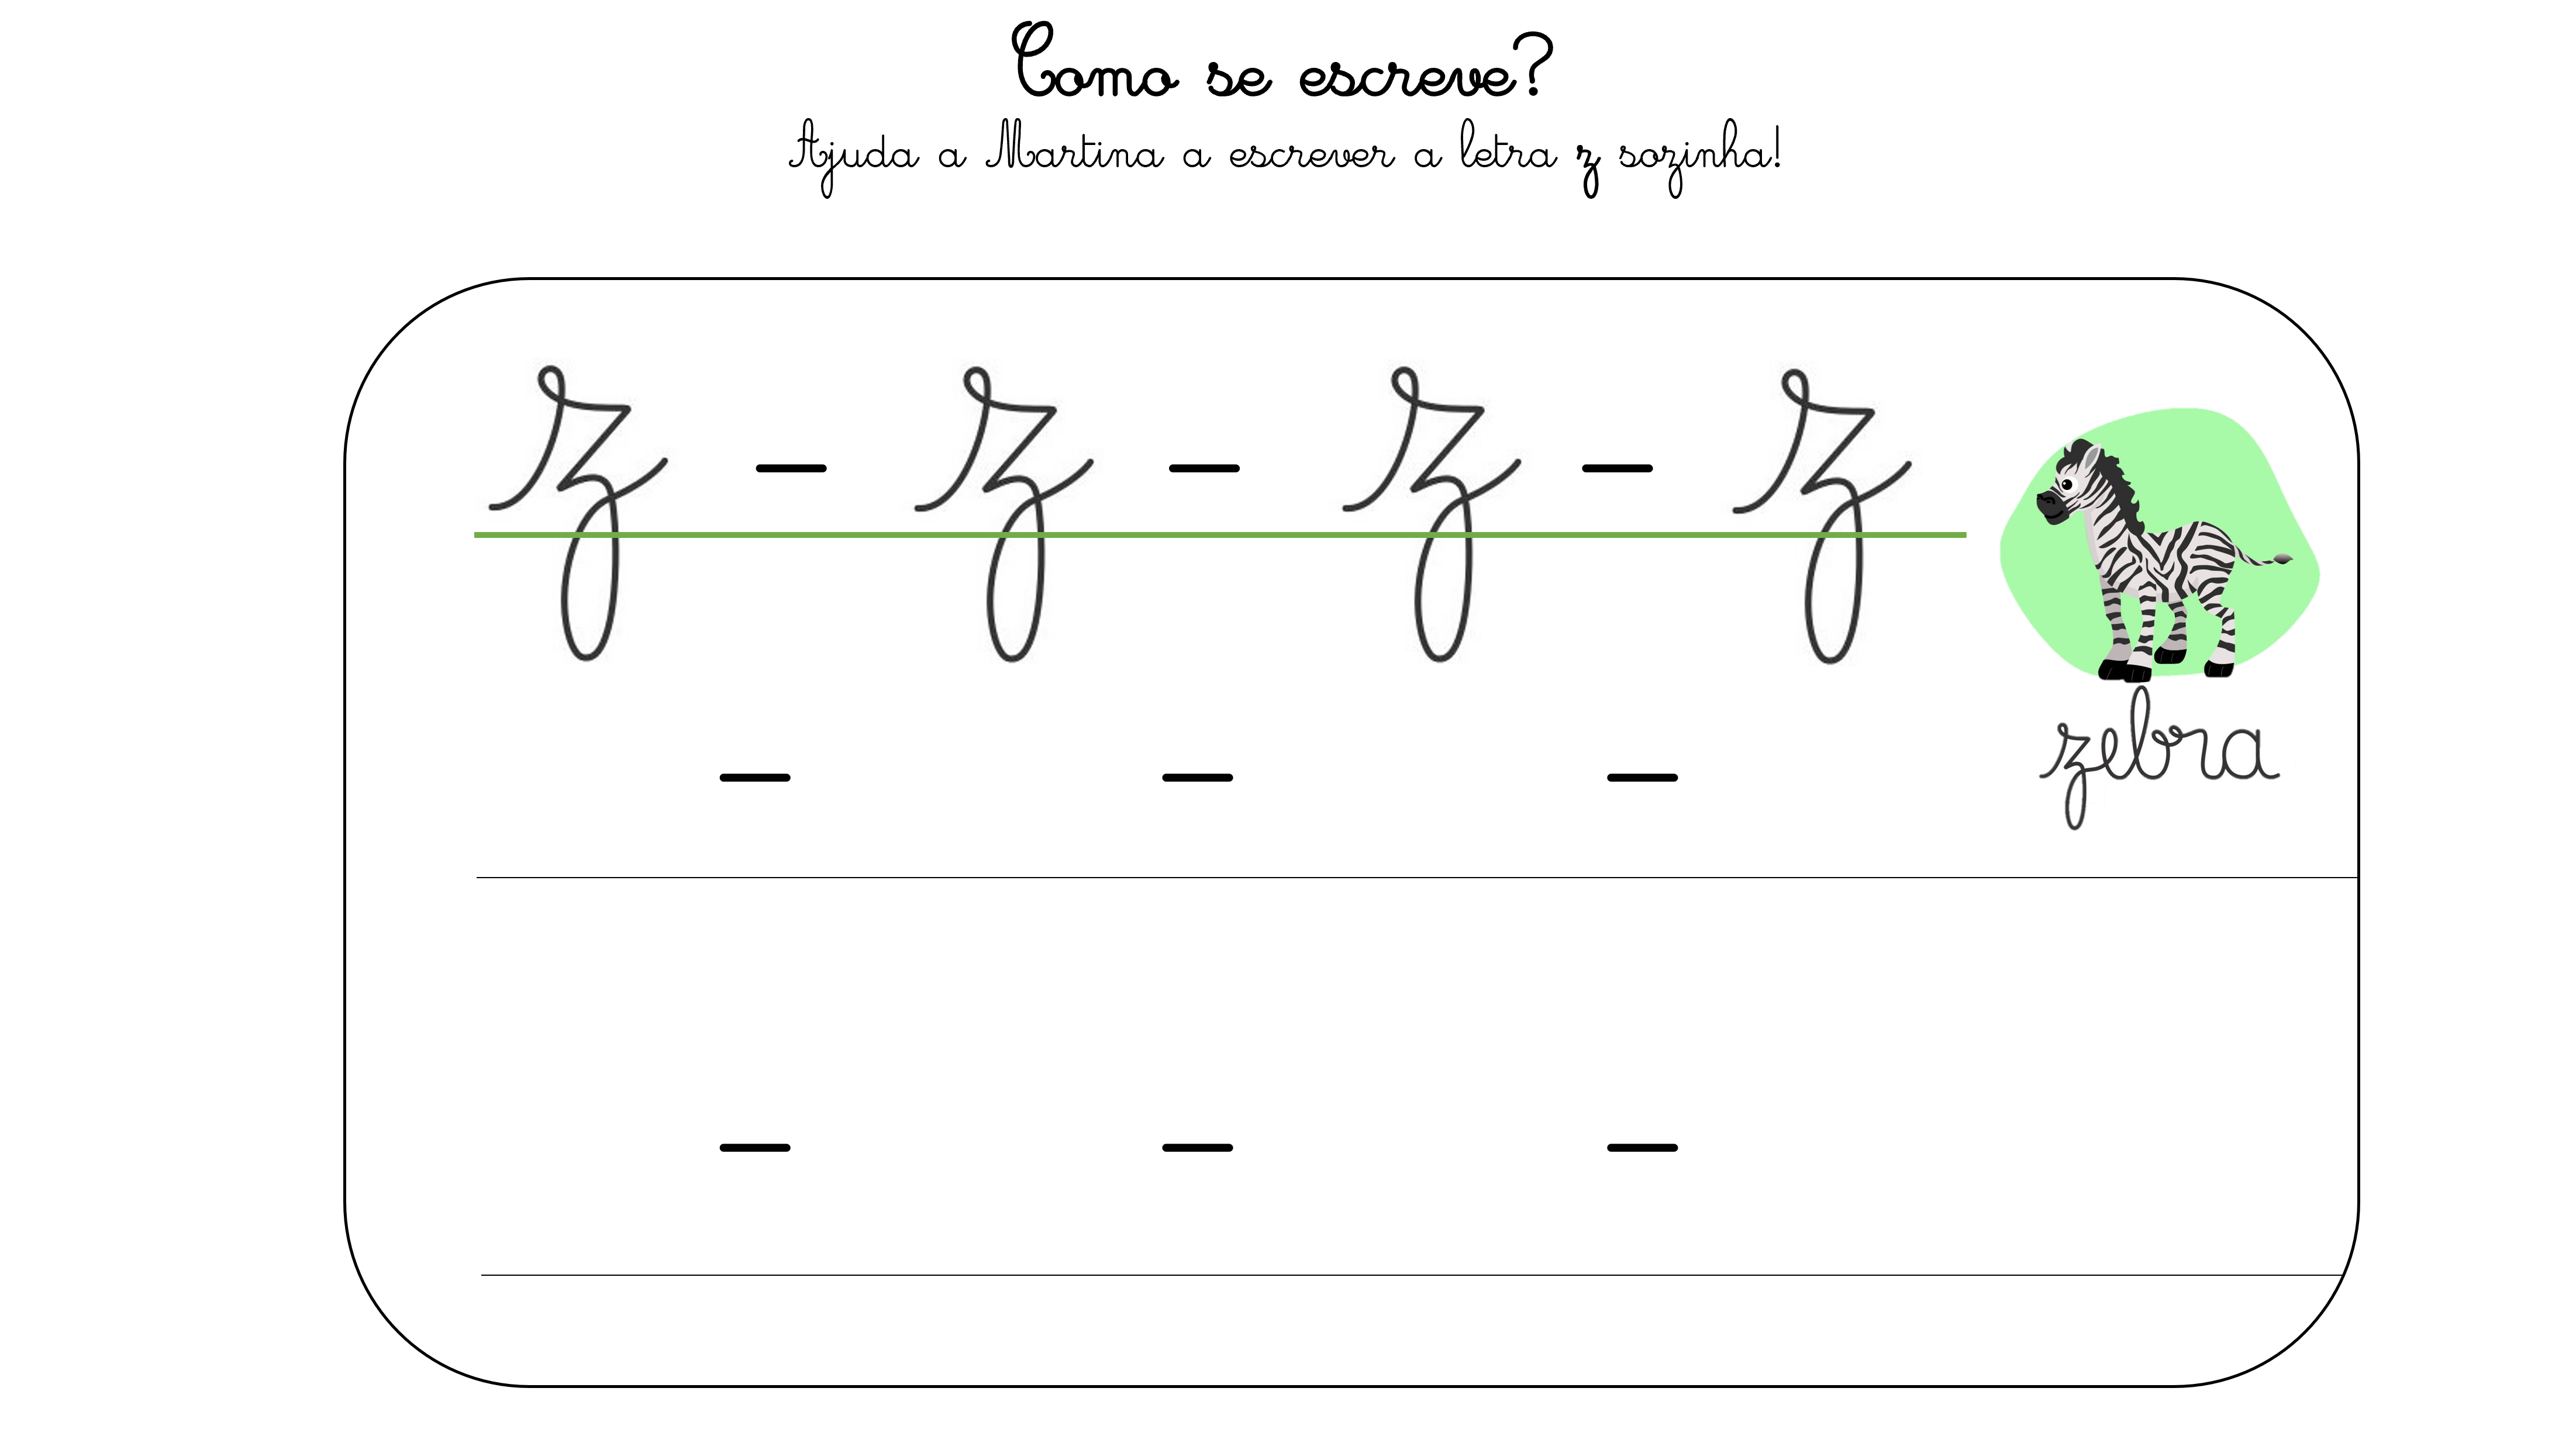 Como se escreve?
Ajuda a Martina a escrever a letra z sozinha!
z - z - z - z
zebra
- - -
- - -